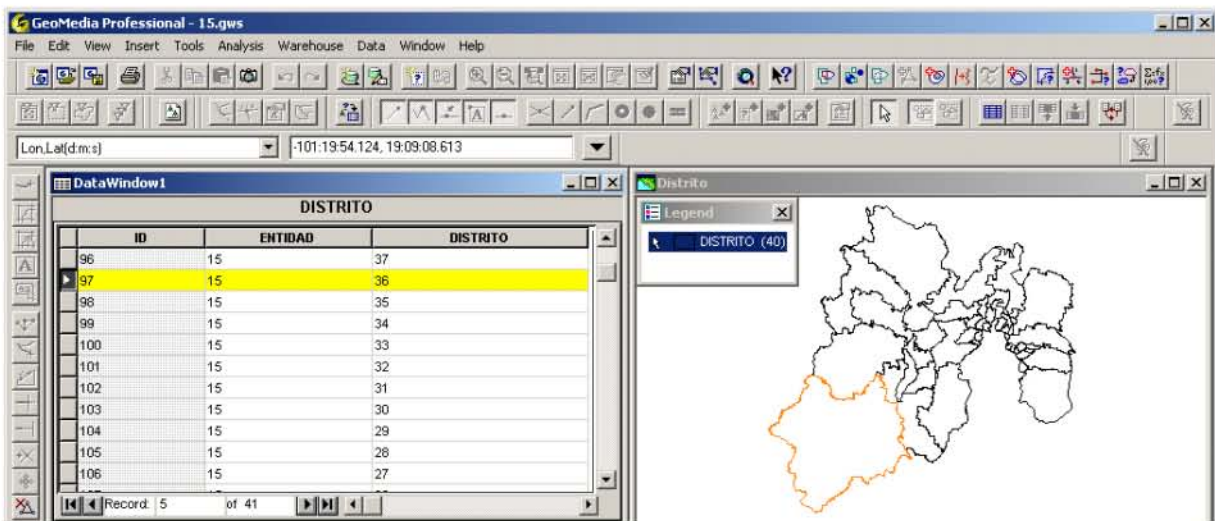 GeoMedia Professional - 15.gws
File Edit View Insert Tools Analysis Warehouse Data Window Help
Lon,Lat(d:m:s) -101:19:54.124, 19:09:08.613
DataWindow1
DISTRITO
ID ENTIDAD DISTRITO
96 15 37
97 15 36
98 15 35
99 15 34
100 15 33
101 15 32
102 15 31
103 15 30
104 15 29
105 15 28
106 15 27
Record: 5 of 41
Distrito
Legend
DISTRITO (40)